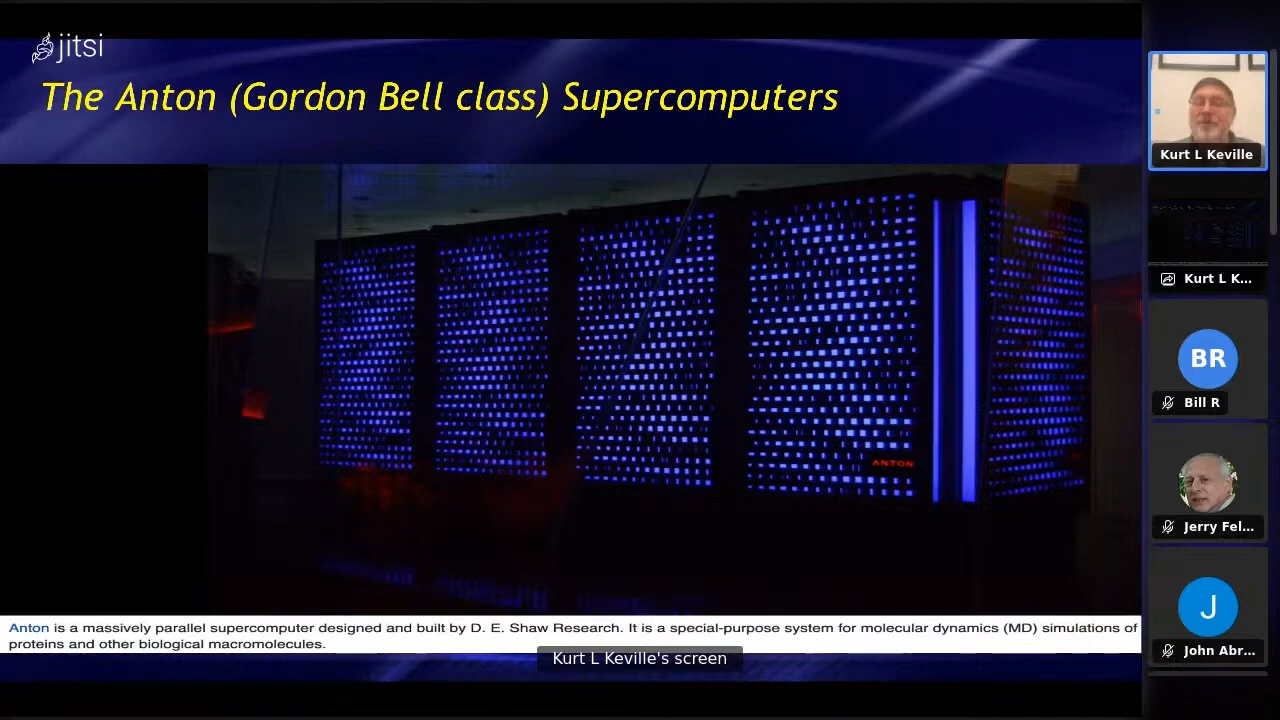 jitsi
The Anton (Gordon Bell class) Supercomputers
ANTON
Anton is a massively parallel supercomputer designed and built by D. E. Shaw Research. It is a special-purpose system for molecular dynamics (MD) simulations of
proteins and other biological macromolecules.
Kurt L Keville's screen
Kurt L Keville
Kurt L K...
BR
Bill R
Jerry Fel...
J
John Abr...